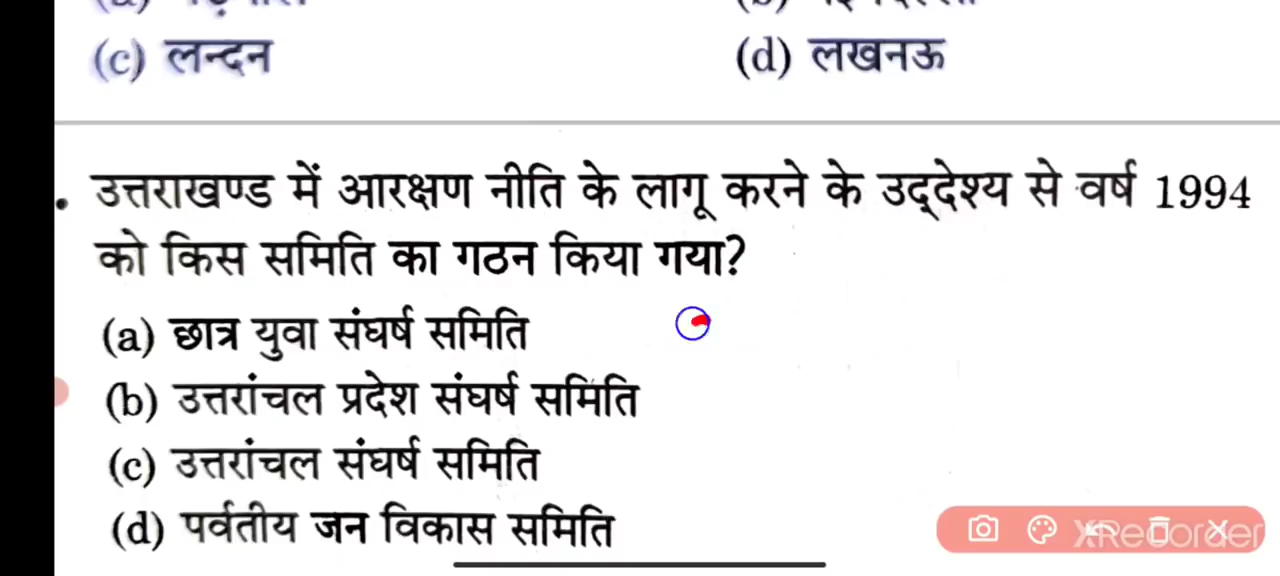 (c) लन्दन
(d) लखनऊ
. उत्तराखण्ड में आरक्षण नीति के लागू करने के उद्देश्य से वर्ष 1994
को किस समिति का गठन किया गया?
(a) छात्र युवा संघर्ष समिति
(b) उत्तरांचल प्रदेश संघर्ष समिति
(c) उत्तरांचल संघर्ष समिति
(d) पर्वतीय जन विकास समिति
XRecorder